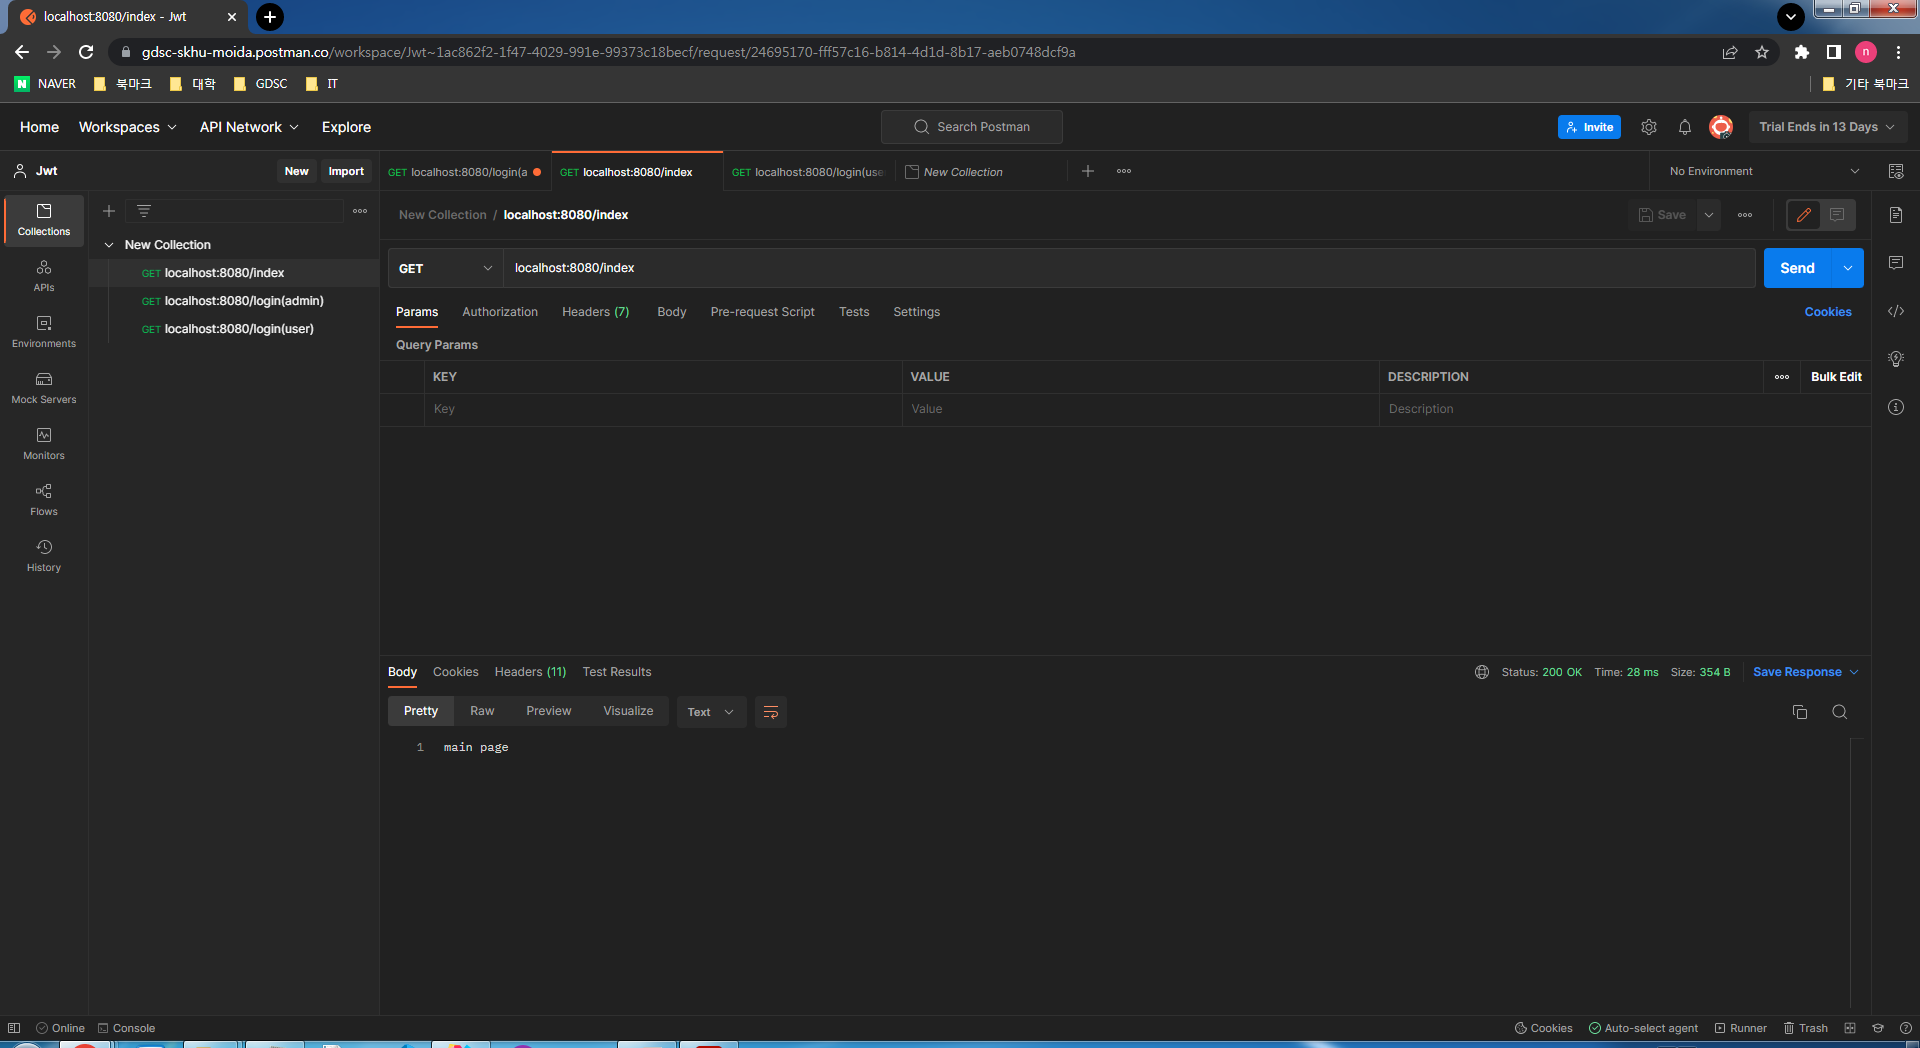 localhost:8080/index - Jwt
gdsc-skhu-moida.postman.co/workspace/Jwt~1ac862f2-1f47-4029-991e-99373c18becf/request/24695170-fff57c16-b814-4d1d-8b17-aeb0748dcf9a
n
N NAVER 북마크 대학 GDSC IT 기타 북마크
Home Workspaces API Network Explore Search Postman Invite Trial Ends in 13 Days
Jwt New Import GET localhost:8080/login(a GET localhost:8080/index GET localhost:8080/login(use New Collection No Environment
New Collection / localhost:8080/index Save
Collections
New Collection
GET localhost:8080/index
GET localhost:8080/login(admin)
GET localhost:8080/login(user)
APIs
Environments
Mock Servers
Monitors
Flows
History
GET localhost:8080/index Send
Params Authorization Headers (7) Body Pre-request Script Tests Settings Cookies
Query Params
KEY VALUE DESCRIPTION Bulk Edit
Key Value Description
Body Cookies Headers (11) Test Results Status: 200 OK Time: 28 ms Size: 354 B Save Response
Pretty Raw Preview Visualize Text
1 main page
Online Console Cookies Auto-select agent Runner Trash